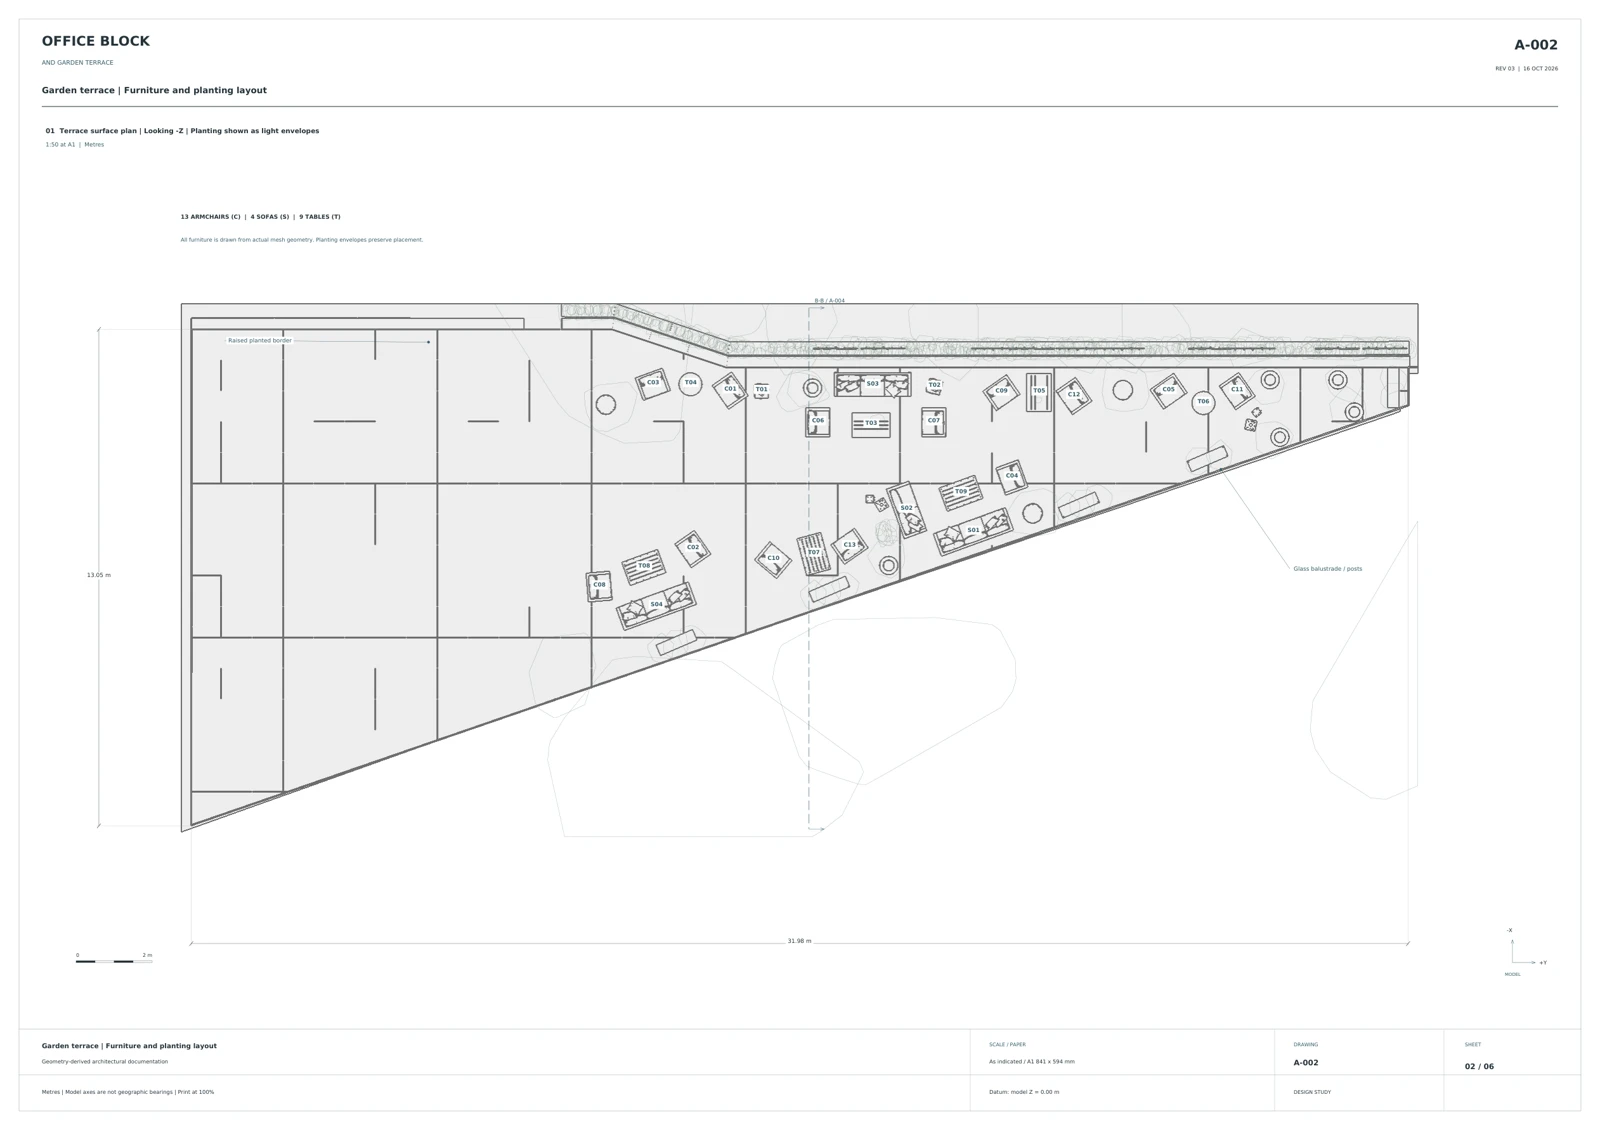 OFFICE BLOCK
A-002
AND GARDEN TERRACE
REV 03 | 16 OCT 2026
Garden terrace | Furniture and planting layout
01 Terrace surface plan | Looking -Z | Planting shown as light envelopes
1:50 at A1 | Metres
13 ARMCHAIRS (C) | 4 SOFAS (S) | 9 TABLES (T)
All furniture is drawn from actual mesh geometry. Planting envelopes preserve placement.
B-B / A-004
Raised planted border
C03
T04
C01
T01
S03
T02
C09
T05
C12
C05
T06
C11
C06
T03
C07
C04
T09
S02
S01
C02
C10
T07
C13
T08
C08
S04
Glass balustrade / posts
13.05 m
31.98 m
0
2 m
-X
+Y
MODEL
Garden terrace | Furniture and planting layout
Geometry-derived architectural documentation
Metres | Model axes are not geographic bearings | Print at 100%
SCALE / PAPER
As indicated / A1 841 x 594 mm
Datum: model Z = 0.00 m
DRAWING
A-002
DESIGN STUDY
SHEET
02 / 06